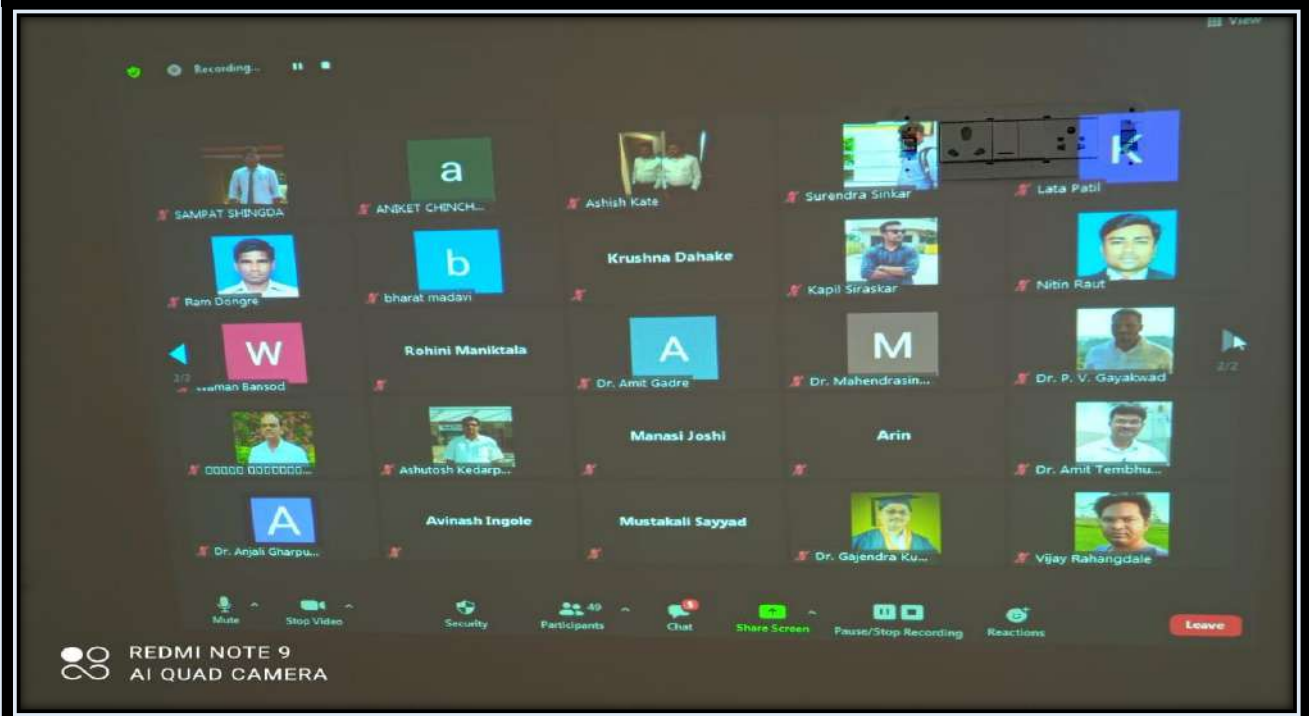 View
Recording...
a
K
SAMPAT SHINGDA
ANIKET CHINCH...
Ashish Kate
Surendra Sinkar
Lata Patil
b
Krushna Dahake
Ram Dongre
bharat madavi
Kapil Siraskar
Nitin Raut
W
Rohini Maniktala
A
M
2/2
2/2
Waman Bansod
Dr. Amit Gadre
Dr. Mahendrasin...
Dr. P. V. Gayakwad
Manasi Joshi
Arin
Ashutosh Kedarp...
Dr. Amit Tembhu...
A
Avinash Ingole
Mustakali Sayyad
Dr. Anjali Gharpu...
Dr. Gajendra Ku...
Vijay Rahangdale
49
Mute
Stop Video
Security
Participants
Chat
Share Screen
Pause/Stop Recording
Reactions
Leave
REDMI NOTE 9
AI QUAD CAMERA